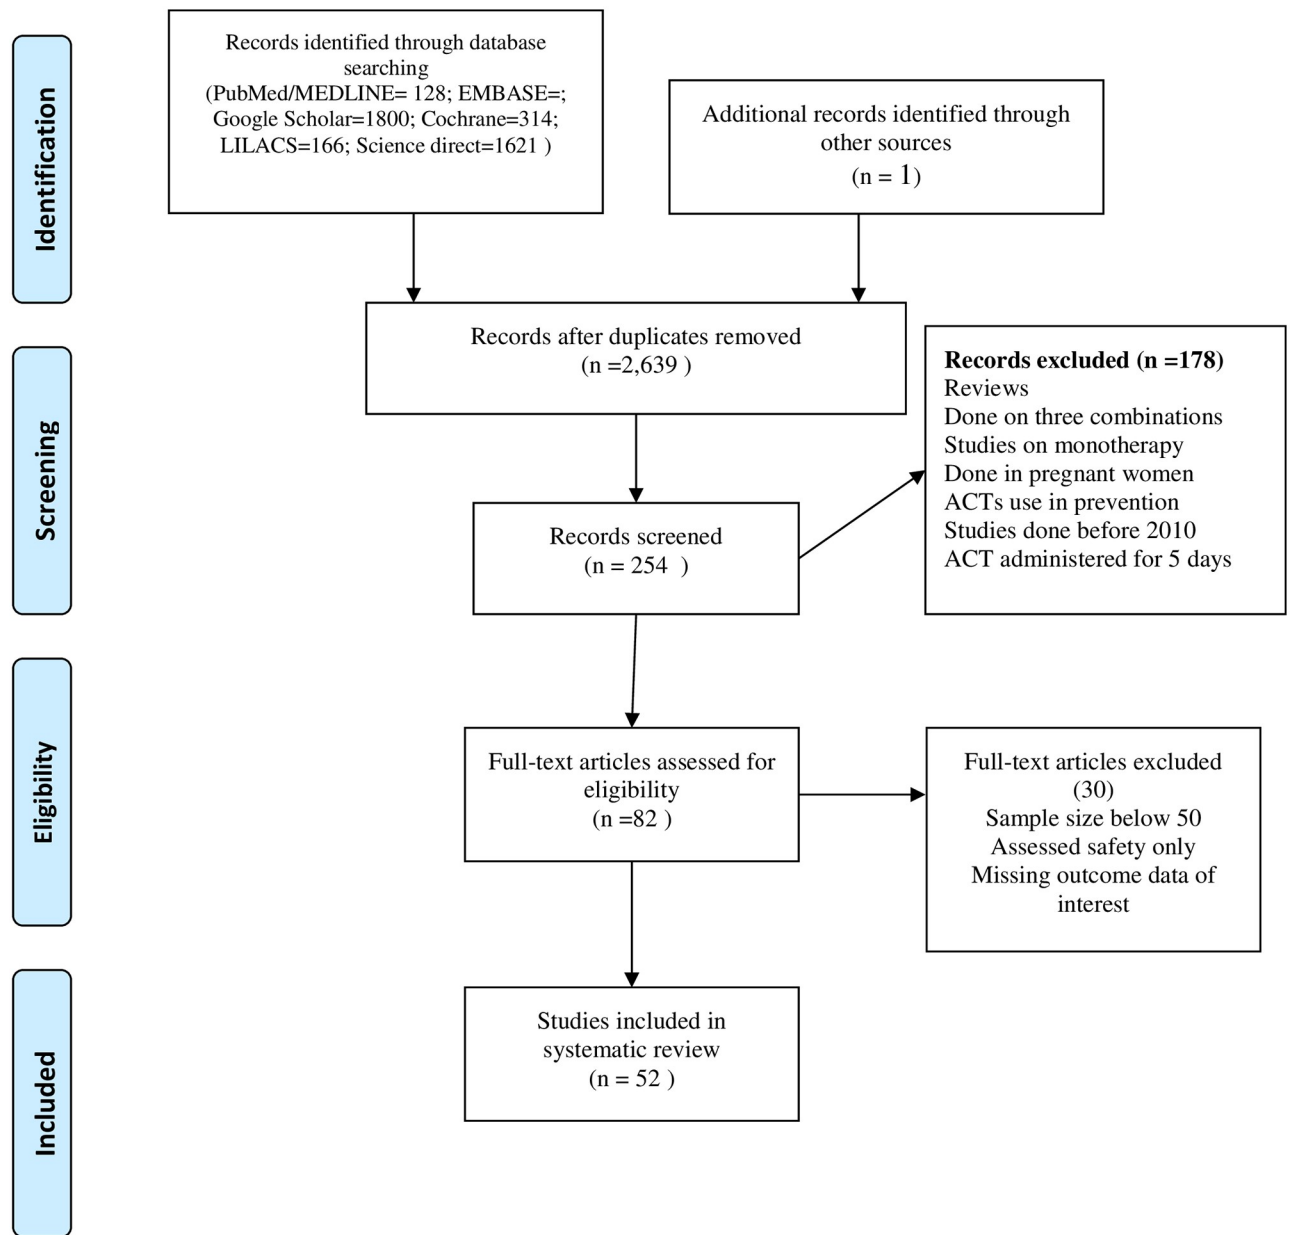 Identification
Records identified through database
searching
(PubMed/MEDLINE= 128; EMBASE=;
Google Scholar=1800; Cochrane=314;
LILACS=166; Science direct=1621 )
Additional records identified through
other sources
(n = 1)
Records after duplicates removed
(n =2,639 )
Screening
Records screened
(n = 254 )
Records excluded (n =178)
Reviews
Done on three combinations
Studies on monotherapy
Done in pregnant women
ACTs use in prevention
Studies done before 2010
ACT administered for 5 days
Eligibility
Full-text articles assessed for
eligibility
(n =82 )
Full-text articles excluded
(30)
Sample size below 50
Assessed safety only
Missing outcome data of
interest
Included
Studies included in
systematic review
(n = 52 )